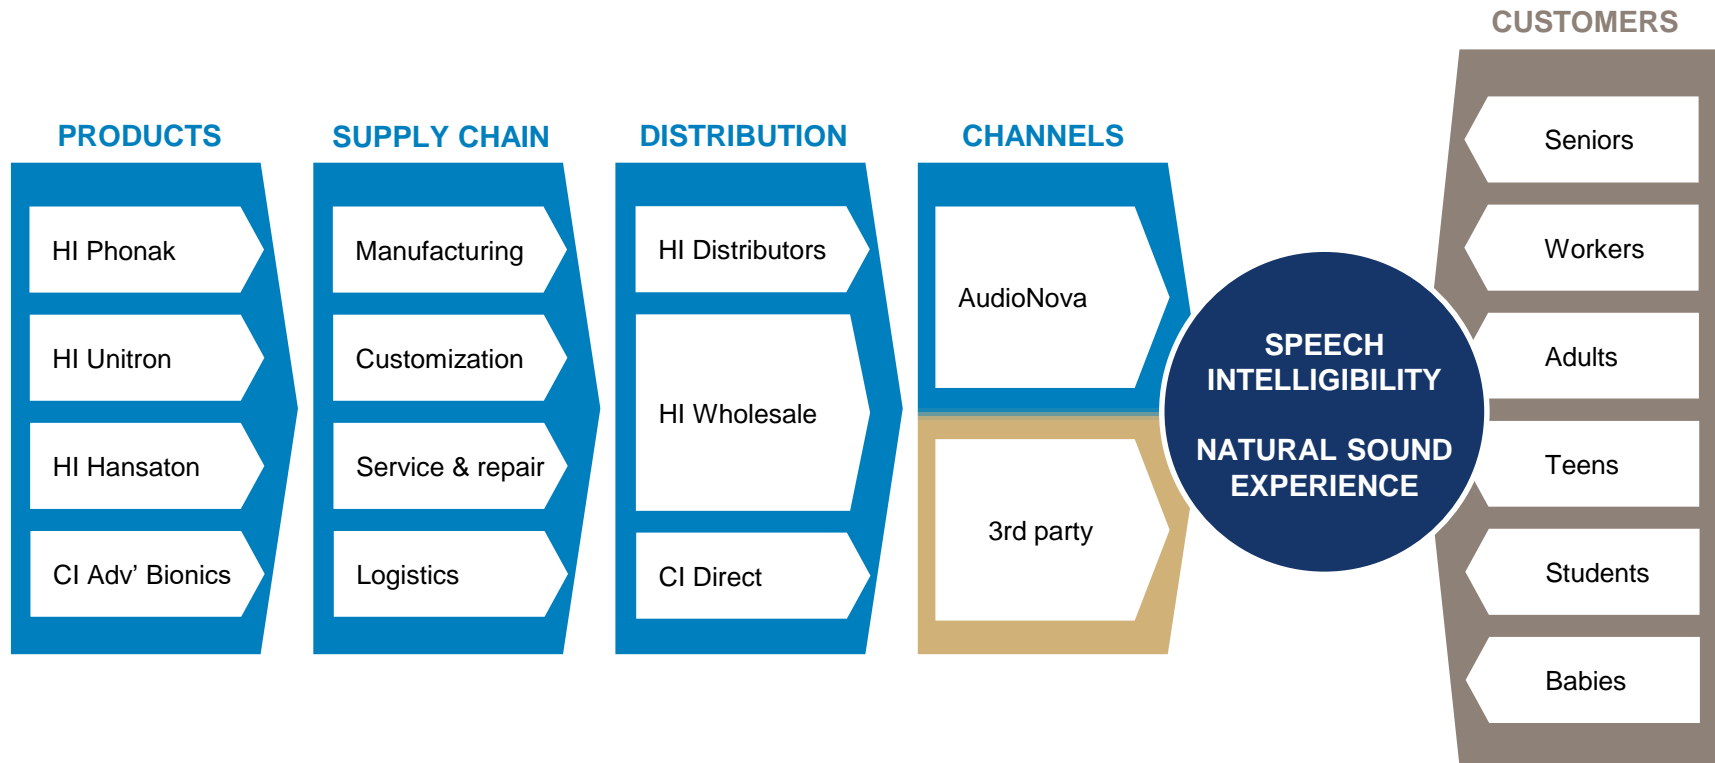 CUSTOMERS
PRODUCTS
SUPPLY CHAIN
DISTRIBUTION
CHANNELS
HI Phonak
HI Unitron
HI Hansaton
CI Adv’ Bionics
Manufacturing
Customization
Service & repair
Logistics
HI Distributors
HI Wholesale
CI Direct
AudioNova
3rd party
SPEECH
INTELLIGIBILITY
NATURAL SOUND
EXPERIENCE
Seniors
Workers
Adults
Teens
Students
Babies